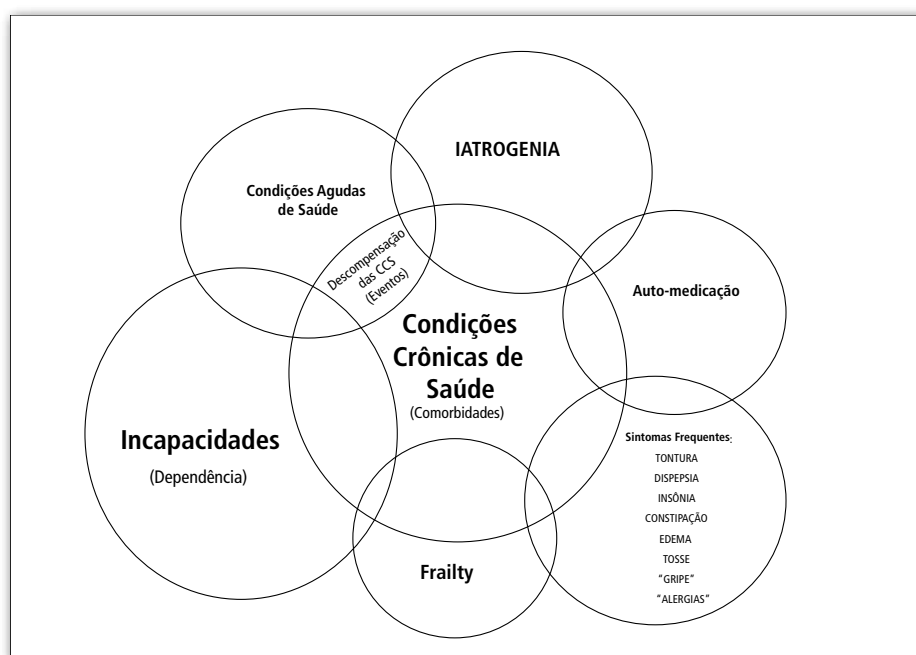 IATROGENIA
Condições Agudas
de Saúde
Descompensação
das CCS
(Eventos)
Auto-medicação
Condições
Crônicas de
Saúde
(Comorbidades)
Incapacidades
(Dependência)
Sintomas Frequentes:
TONTURA
DISPEPSIA
INSÔNIA
CONSTIPAÇÃO
EDEMA
TOSSE
"GRIPE"
"ALERGIAS"
Frailty